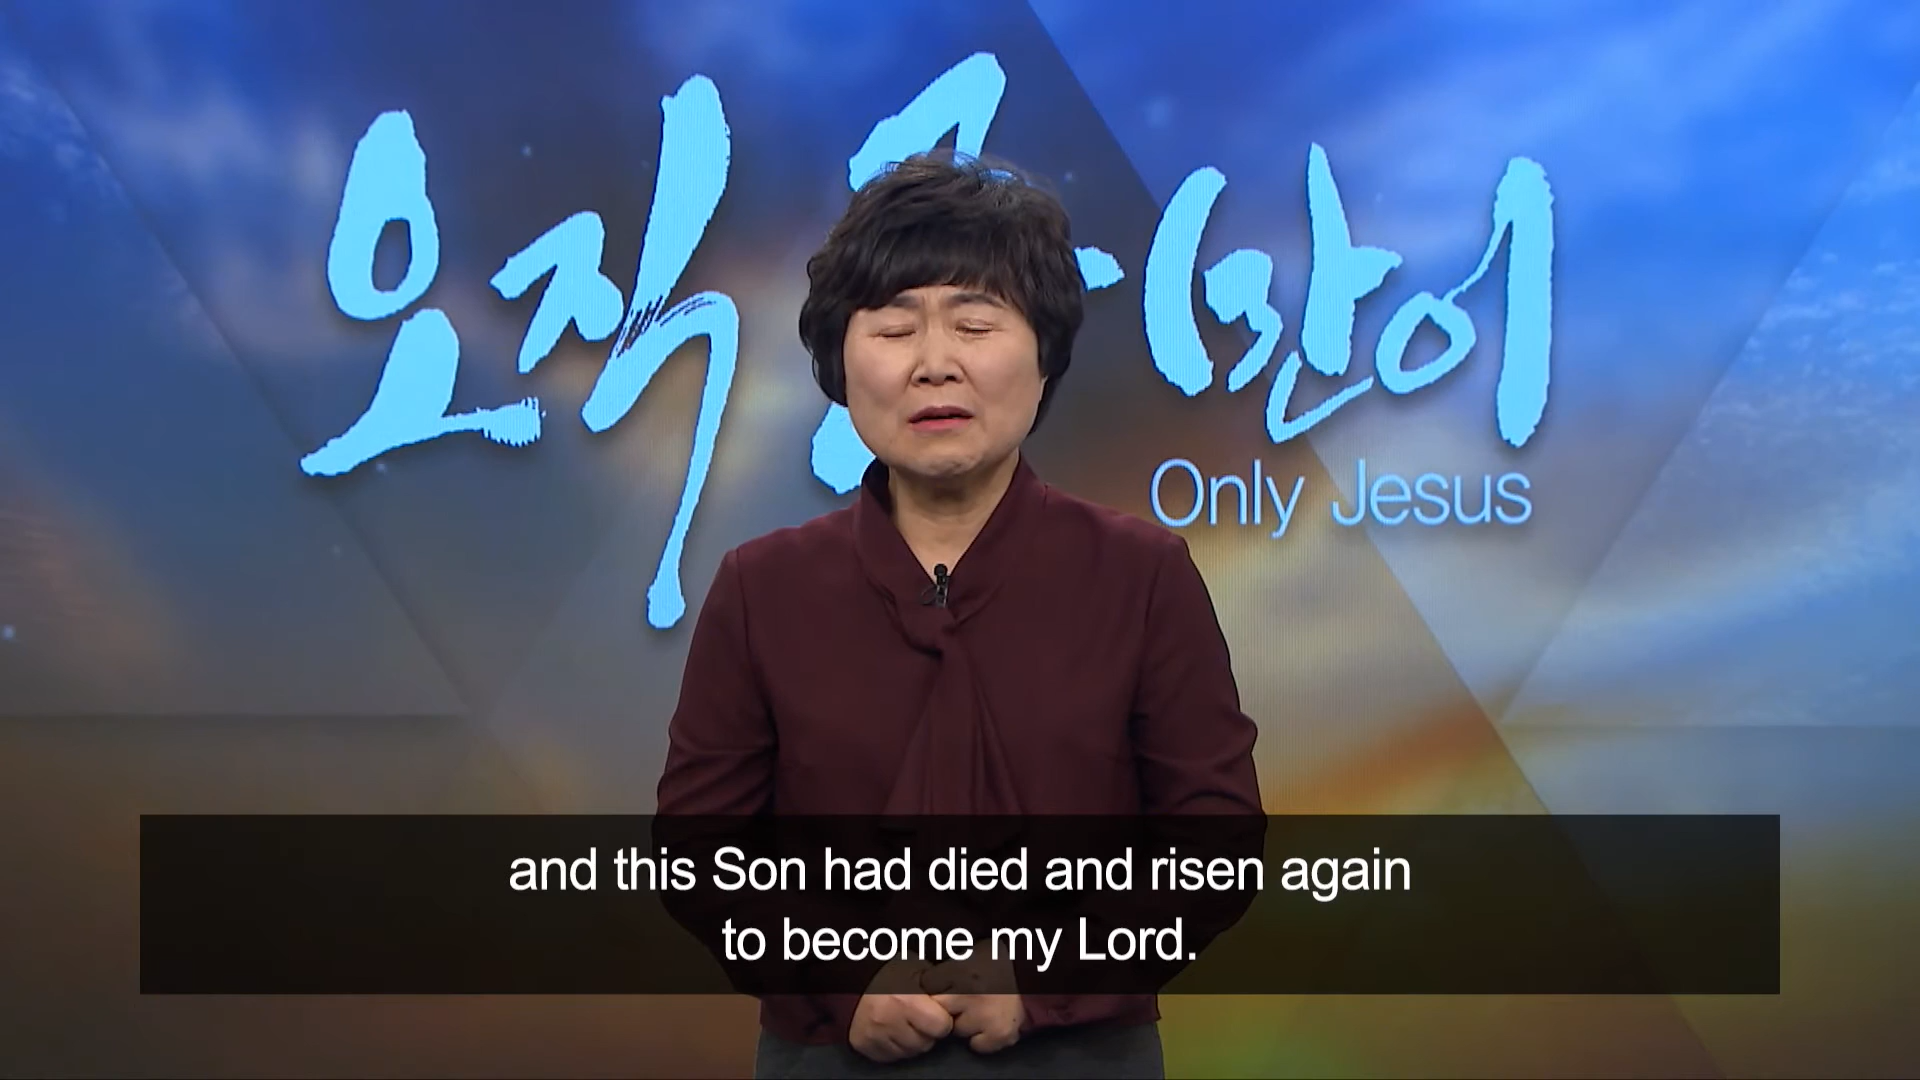 오직 만이
Only Jesus
and this Son had died and risen again
to become my Lord.